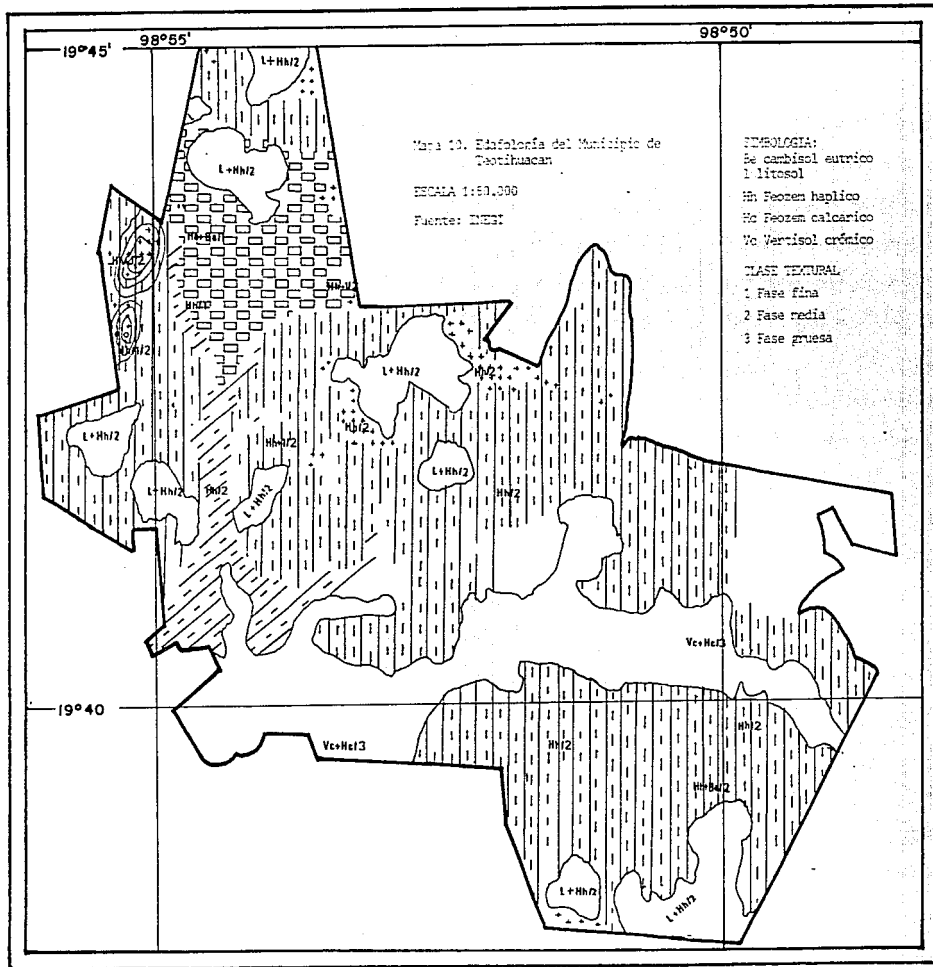 98°55'
98°50'
19°45'
L+Hh/2
Mapa 10. Edafología del Municipio de
Teotihuacan
ESCALA 1:50.000
Fuente: INEGI
SIMBOLOGIA:
Be cambisol eutrico
l litosol
Hh Feozem haplico
Hc Feozem calcarico
Vc Vertisol crómico
CLASE TEXTURAL
1 Fase fina
2 Fase media
3 Fase gruesa
L+Hh/2
L+Hh/2
Hh/2
Hh/2
L+Hh/2
L+Hh/2
L+Hh/2
L+Hh/2
Hh/2
L+Hh/2
Hh/2
Vc+Hc/3
19°40
Vc+Hc/3
Hh/2
Hh/2
Hh+Be/2
L+Hh/2
L+Hh/2